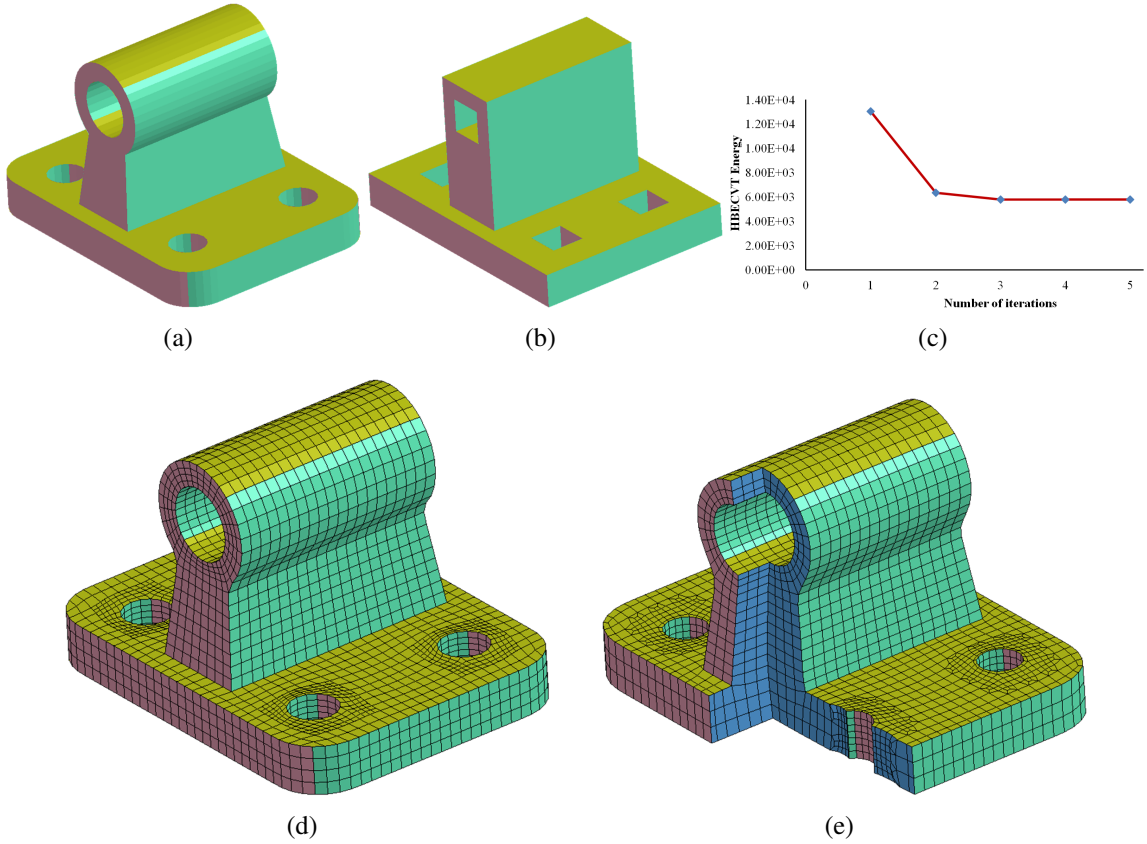 (a)
(b)
HBECVT Energy
1.40E+04
1.20E+04
1.00E+04
8.00E+03
6.00E+03
4.00E+03
2.00E+03
0.00E+00
0 1 2 3 4 5
Number of iterations
(c)
(d)
(e)